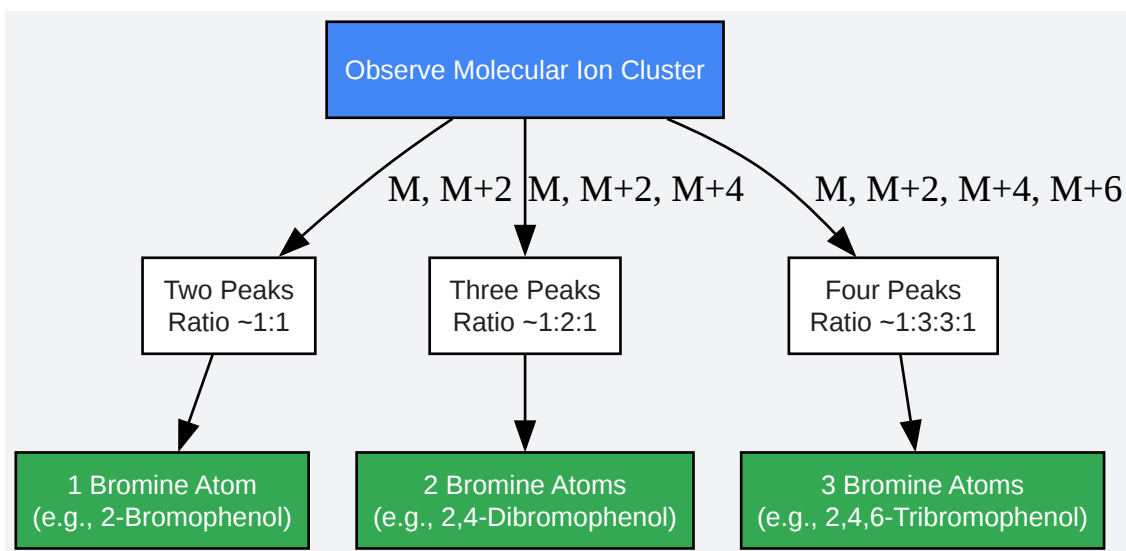 Observe Molecular Ion Cluster
M, M+2
M, M+2, M+4
M, M+2, M+4, M+6
Two Peaks
Ratio ~1:1
Three Peaks
Ratio ~1:2:1
Four Peaks
Ratio ~1:3:3:1
1 Bromine Atom
(e.g., 2-Bromophenol)
2 Bromine Atoms
(e.g., 2,4-Dibromophenol)
3 Bromine Atoms
(e.g., 2,4,6-Tribromophenol)